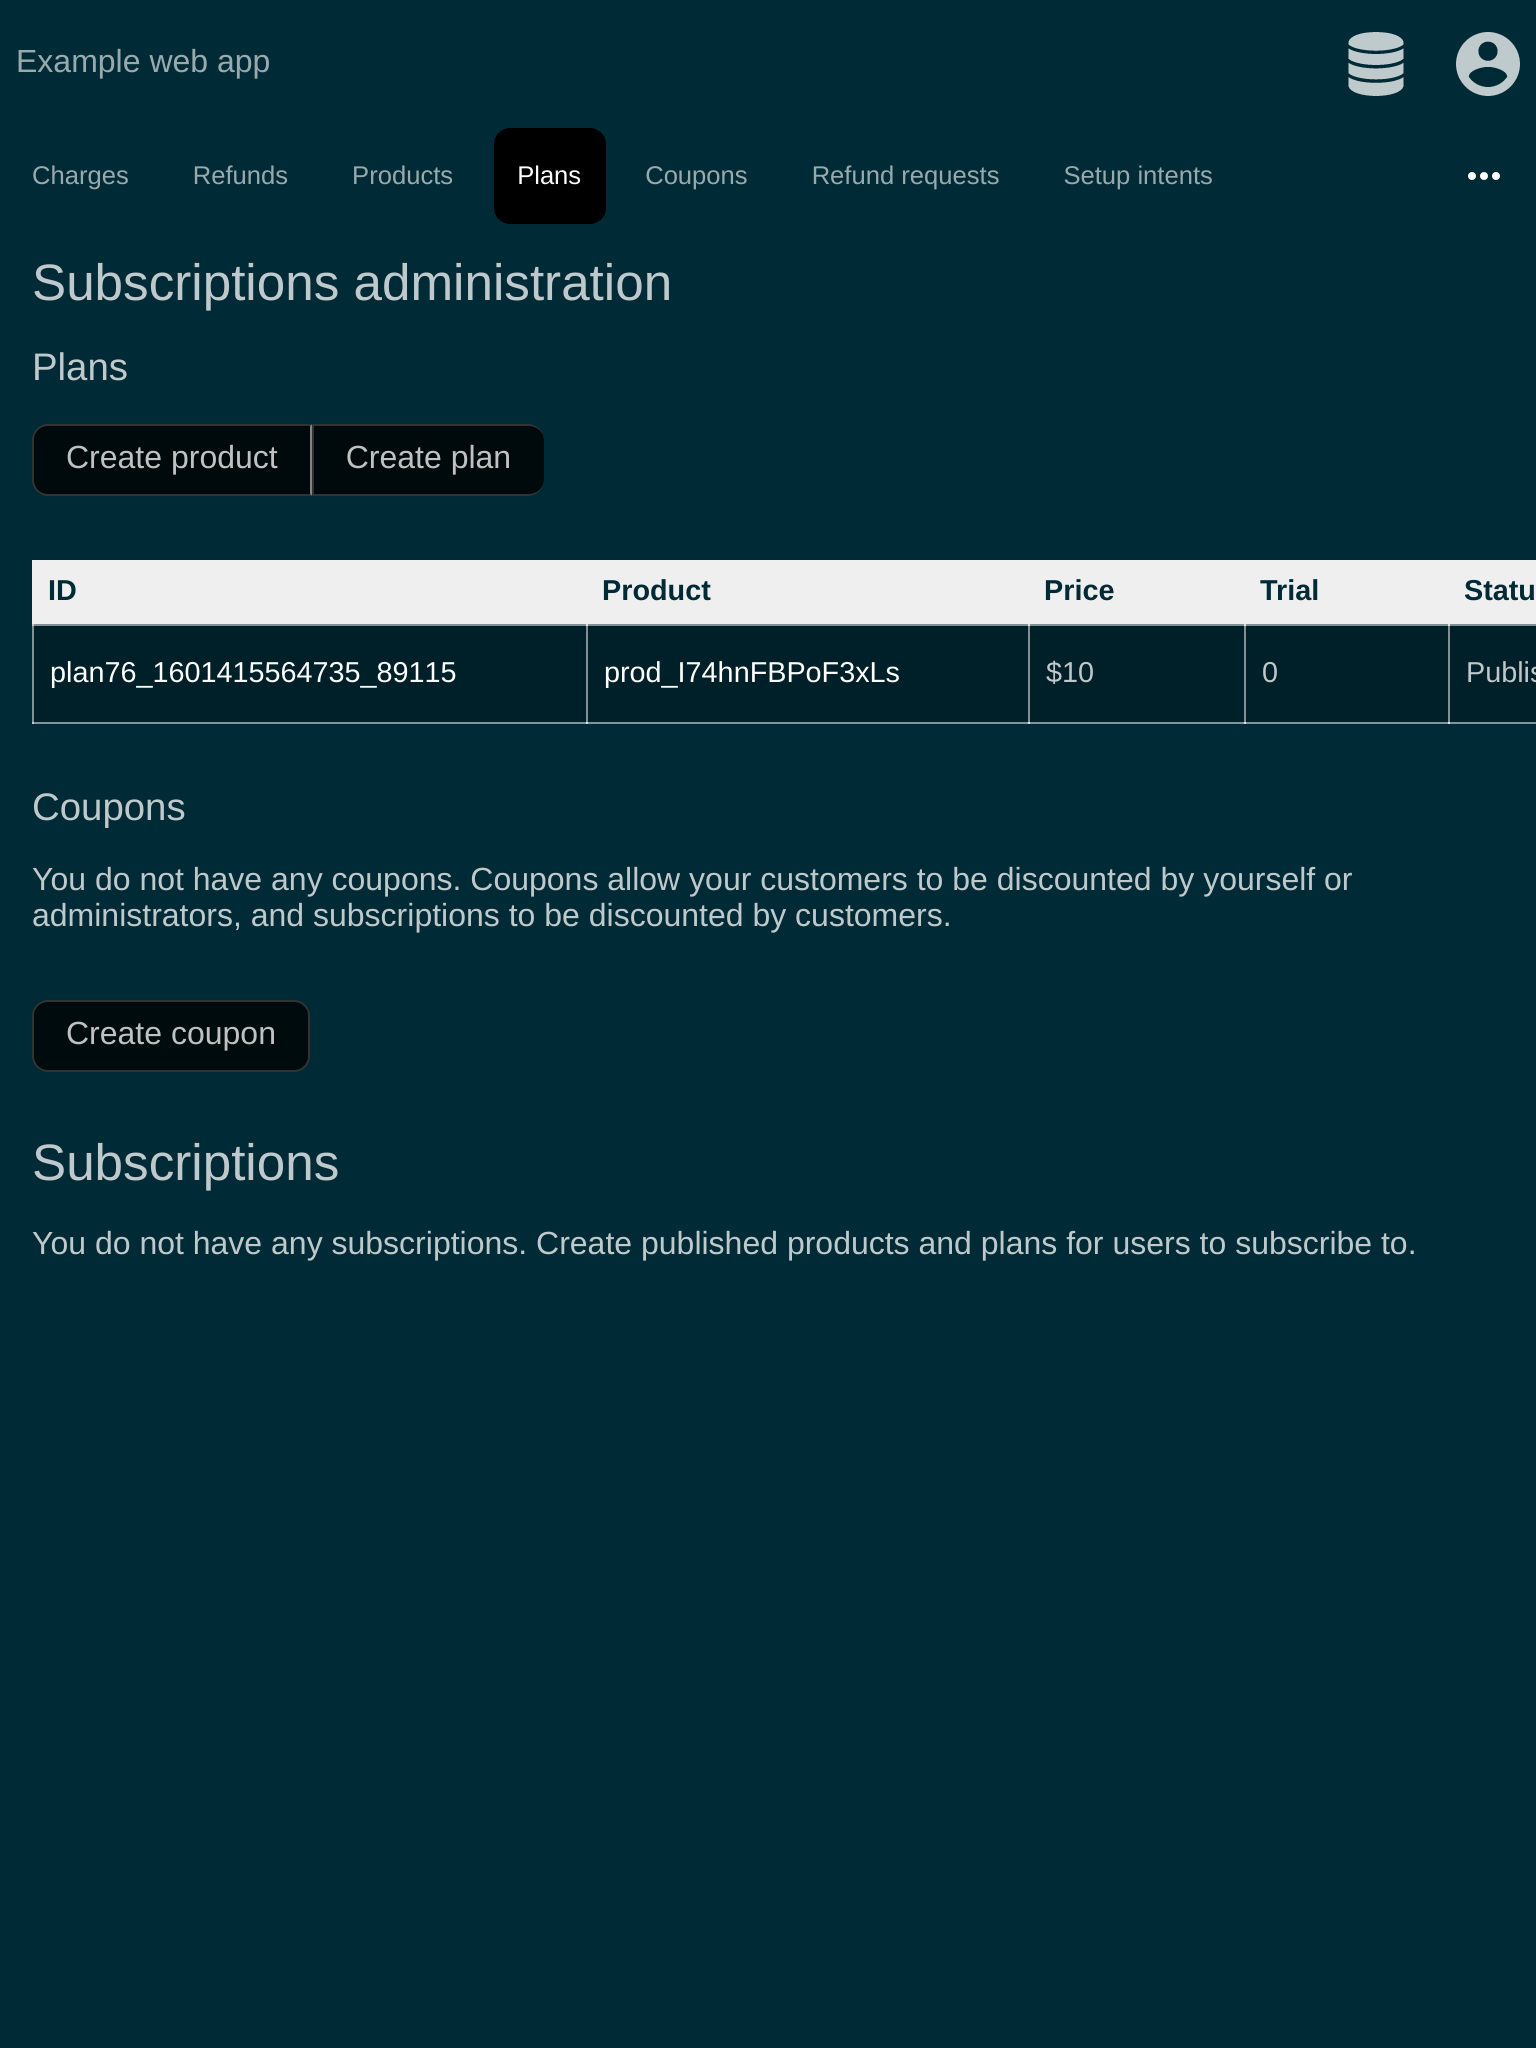 Example web app
Charges Refunds Products Plans Coupons Refund requests Setup intents
Subscriptions administration
Plans
Create product Create plan
ID Product Price Trial Statu
plan76_1601415564735_89115 prod_I74hnFBPoF3xLs $10 0 Publis
Coupons
You do not have any coupons. Coupons allow your customers to be discounted by yourself or
administrators, and subscriptions to be discounted by customers.
Create coupon
Subscriptions
You do not have any subscriptions. Create published products and plans for users to subscribe to.